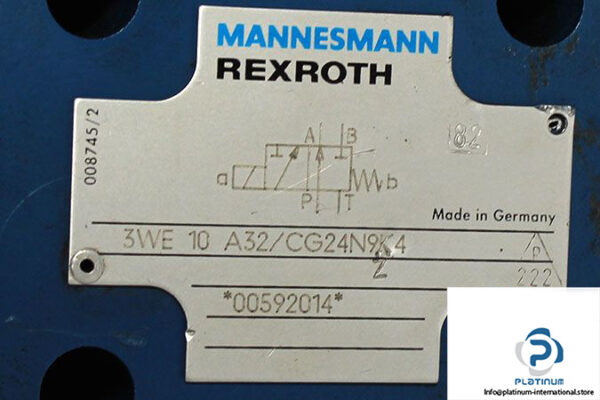 MANNESMANN
REXROTH
008745/2
82
A B
a
b
P T
Made in Germany
3WE 10 A32/CG24N9K4
Z
P
222
*00592014*
P
PLATINUM
info@platinum-international.store